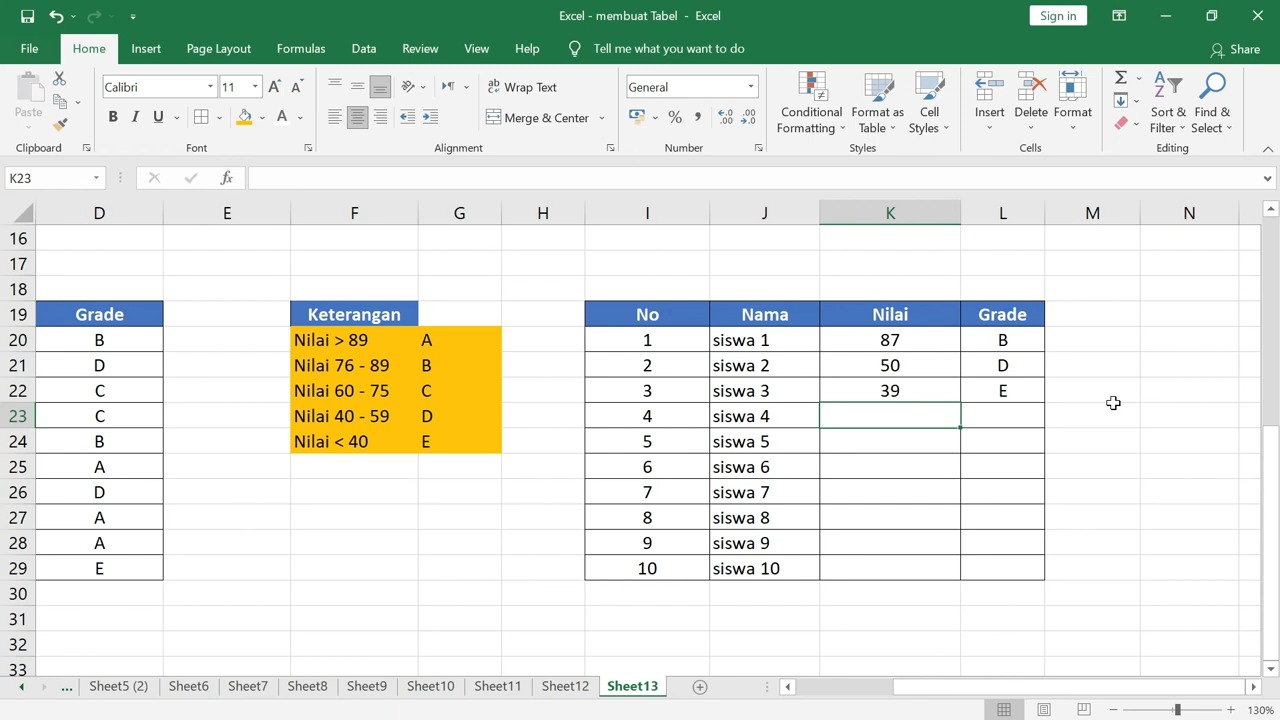 Excel - membuat Tabel - Excel
Sign in
File Home Insert Page Layout Formulas Data Review View Help Tell me what you want to do Share
Paste
Calibri 11
B I U A A A
Wrap Text
Merge & Center
General
% ,
Conditional Formatting
Format as Table
Cell Styles
Insert Delete Format
Sort & Filter
Find & Select
Clipboard Font Alignment Number Styles Cells Editing
K23 fx
D E F G H I J K L M N
16
17
18
19 Grade Keterangan No Nama Nilai Grade
20 B Nilai > 89 A 1 siswa 1 87 B
21 D Nilai 76 - 89 B 2 siswa 2 50 D
22 C Nilai 60 - 75 C 3 siswa 3 39 E
23 C Nilai 40 - 59 D 4 siswa 4
24 B Nilai < 40 E 5 siswa 5
25 A 6 siswa 6
26 D 7 siswa 7
27 A 8 siswa 8
28 A 9 siswa 9
29 E 10 siswa 10
30
31
32
33
... Sheet5 (2) Sheet6 Sheet7 Sheet8 Sheet9 Sheet10 Sheet11 Sheet12 Sheet13
130%